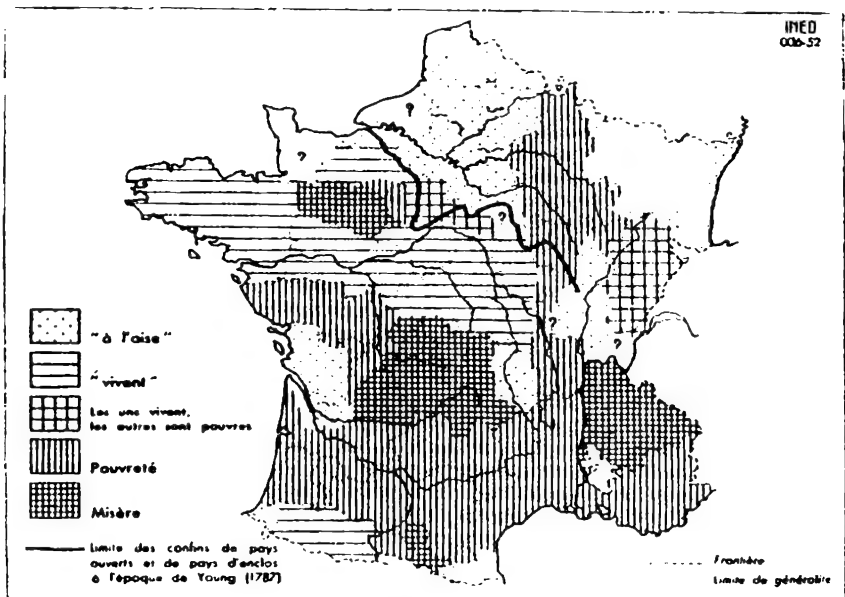 INED
006-52
?
?
?
?
?
"à l'aise"
"vivent"
Les uns vivent,
les autres sont pauvres
Pauvreté
Misère
Limite des confins de pays
ouverts et de pays d'enclos
à l'époque de Young (1787)
Frontière
Limite de généralité